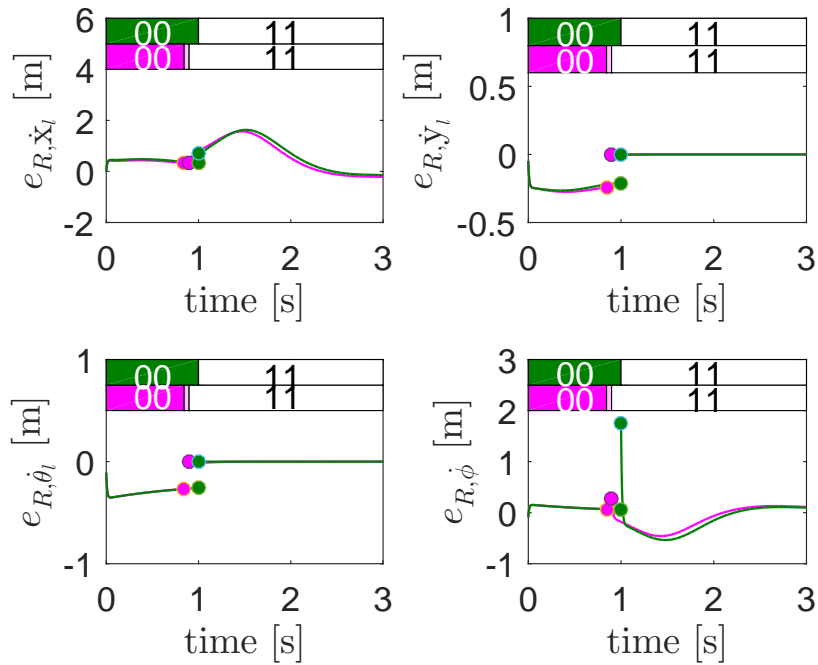 6
4
2
0
-2
e_{R,ẋ_l} [m]
00 11
00 11
0 1 2 3
time [s]
1
0.5
0
-0.5
e_{R,ẏ_l} [m]
00 11
00 11
0 1 2 3
time [s]
1
0
-1
e_{R,θ̇_l} [m]
00 11
00 11
0 1 2 3
time [s]
3
2
1
0
-1
e_{R,ϕ̇} [m]
00 11
00 11
0 1 2 3
time [s]